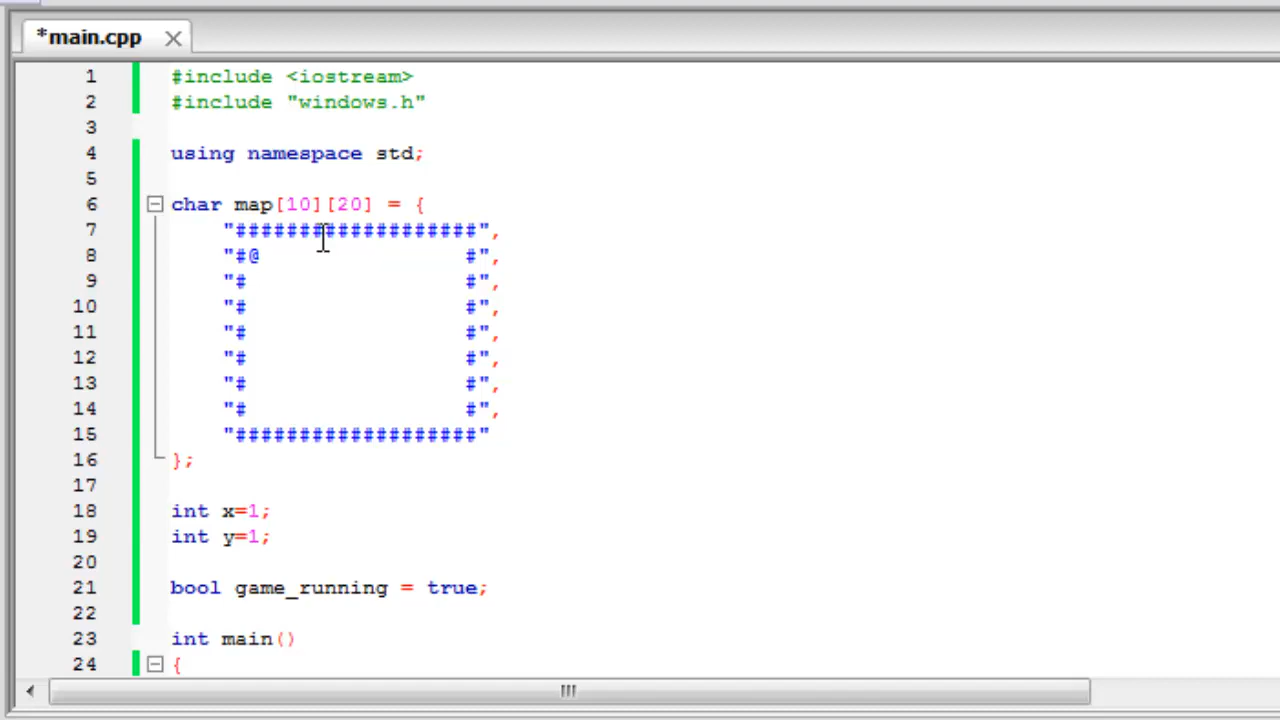 *main.cpp
1 #include <iostream>
2 #include "windows.h"
3
4 using namespace std;
5
6 char map[10][20] = {
7     "###################",
8     "#@                #",
9     "#                 #",
10     "#                 #",
11     "#                 #",
12     "#                 #",
13     "#                 #",
14     "#                 #",
15     "###################"
16 };
17
18 int x=1;
19 int y=1;
20
21 bool game_running = true;
22
23 int main()
24 {